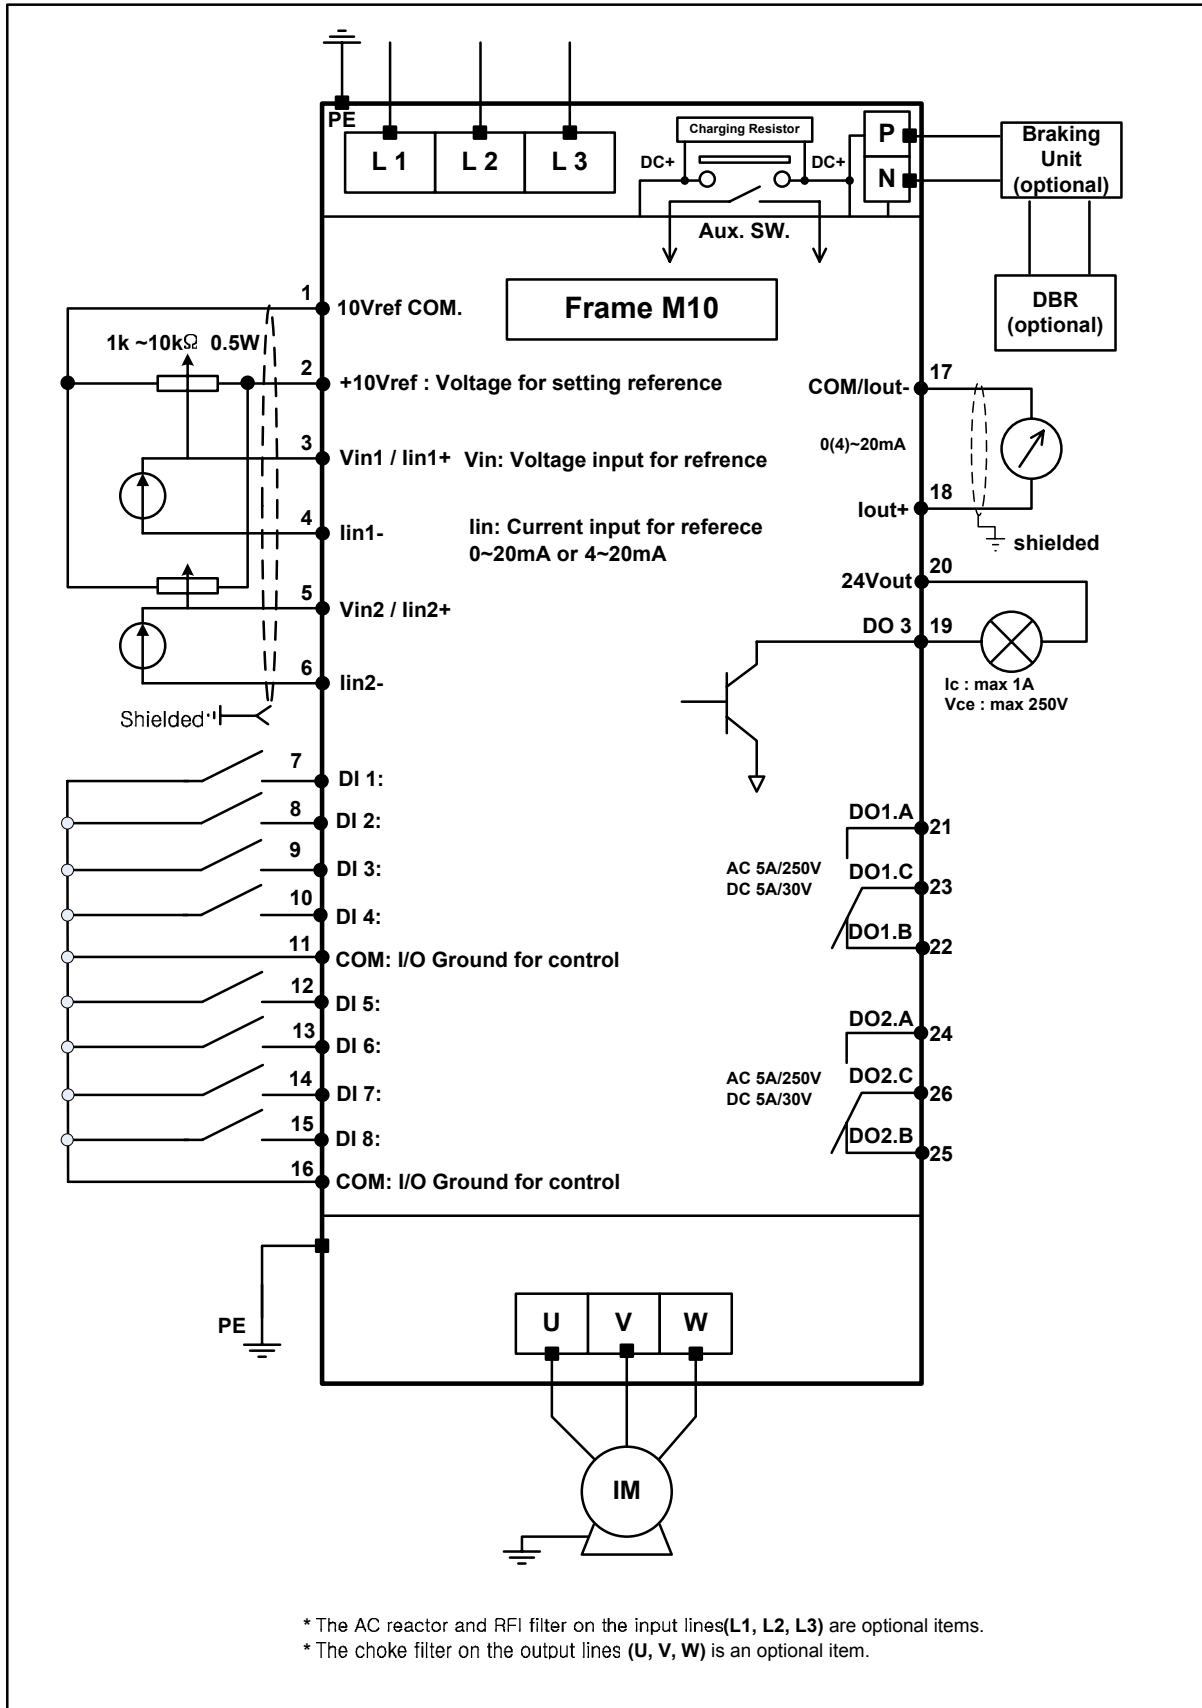 PE
L 1
L 2
L 3
Charging Resistor
DC+
DC+
P
N
Braking
Unit
(optional)
Aux. SW.
DBR
(optional)
Frame M10
1
10Vref COM.
1k ~10kΩ 0.5W
2
+10Vref : Voltage for setting reference
3
Vin1 / Iin1+ Vin: Voltage input for refrence
4
Iin1-
Iin: Current input for referece
0~20mA or 4~20mA
5
Vin2 / Iin2+
6
Iin2-
Shielded
COM/Iout-
17
0(4)~20mA
18
Iout+
shielded
20
24Vout
DO 3
19
Ic : max 1A
Vce : max 250V
7
DI 1:
8
DI 2:
9
DI 3:
10
DI 4:
11
COM: I/O Ground for control
12
DI 5:
13
DI 6:
14
DI 7:
15
DI 8:
16
COM: I/O Ground for control
DO1.A
21
AC 5A/250V
DC 5A/30V
DO1.C
23
DO1.B
22
DO2.A
24
AC 5A/250V
DC 5A/30V
DO2.C
26
DO2.B
25
PE
U
V
W
IM
* The AC reactor and RFI filter on the input lines(L1, L2, L3) are optional items.
* The choke filter on the output lines (U, V, W) is an optional item.